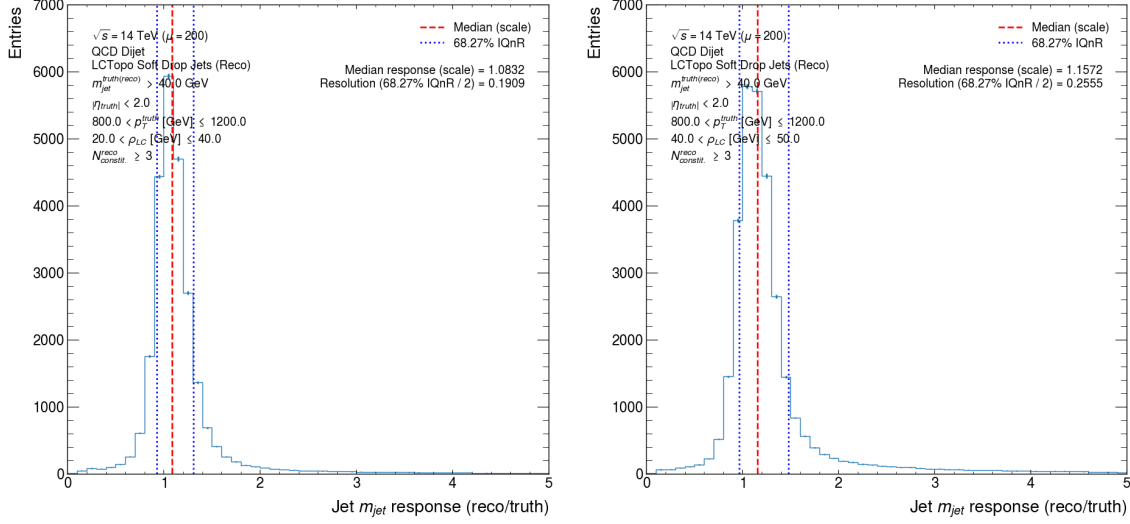 Entries
7000
6000
5000
4000
3000
2000
1000
0
0 1 2 3 4 5
Jet m_jet response (reco/truth)
√s = 14 TeV (μ = 200)
QCD Dijet
LCTopo Soft Drop Jets (Reco)
m_jet^truth(reco) > 40.0 GeV
|η_truth| < 2.0
800.0 < p_T^truth [GeV] ≤ 1200.0
20.0 < ρ_LC [GeV] ≤ 40.0
N_constit.^reco ≥ 3
Median (scale)
68.27% IQnR
Median response (scale) = 1.0832
Resolution (68.27% IQnR / 2) = 0.1909
Entries
7000
6000
5000
4000
3000
2000
1000
0
0 1 2 3 4 5
Jet m_jet response (reco/truth)
√s = 14 TeV (μ = 200)
QCD Dijet
LCTopo Soft Drop Jets (Reco)
m_jet^truth(reco) > 40.0 GeV
|η_truth| < 2.0
800.0 < p_T^truth [GeV] ≤ 1200.0
40.0 < ρ_LC [GeV] ≤ 50.0
N_constit.^reco ≥ 3
Median (scale)
68.27% IQnR
Median response (scale) = 1.1572
Resolution (68.27% IQnR / 2) = 0.2555